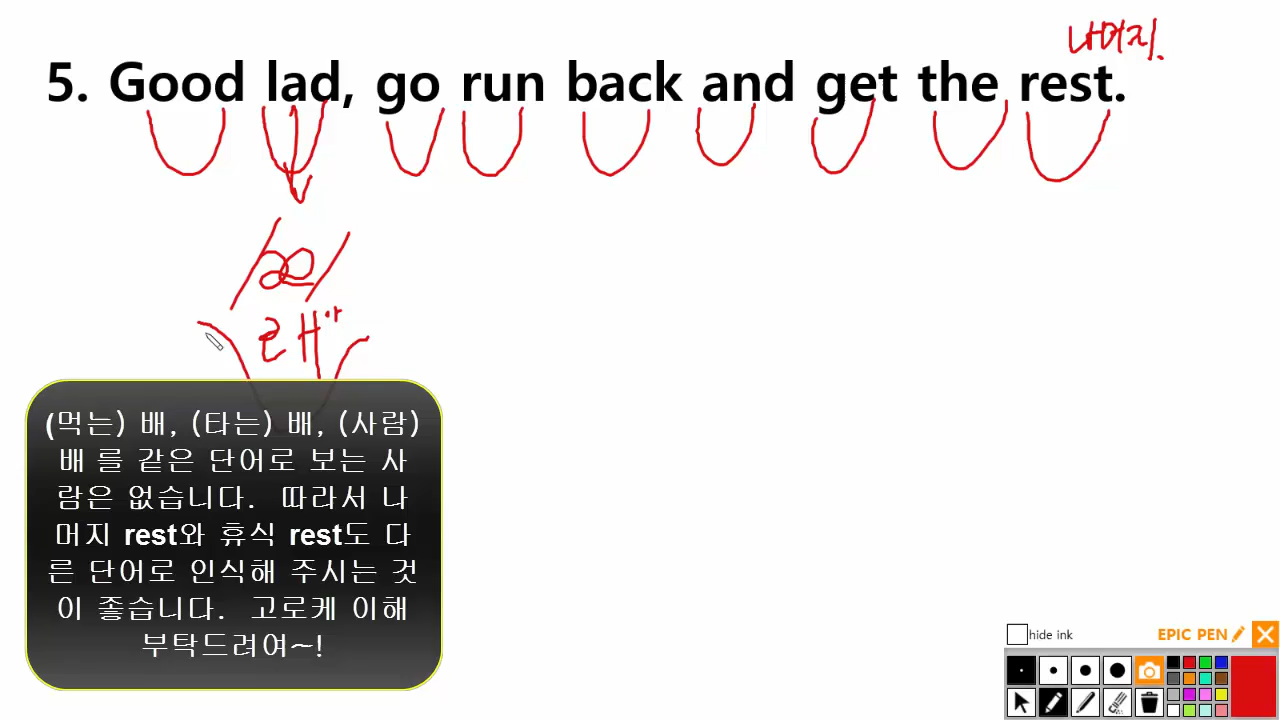 나머지.
5. Good lad, go run back and get the rest.
/æ/
래아
(먹는) 배, (타는) 배, (사람)
배 를 같은 단어로 보는 사
람은 없습니다. 따라서 나
머지 rest와 휴식 rest도 다
른 단어로 인식해 주시는 것
이 좋습니다. 고로케 이해
부탁드려여~!
hide ink
EPIC PEN